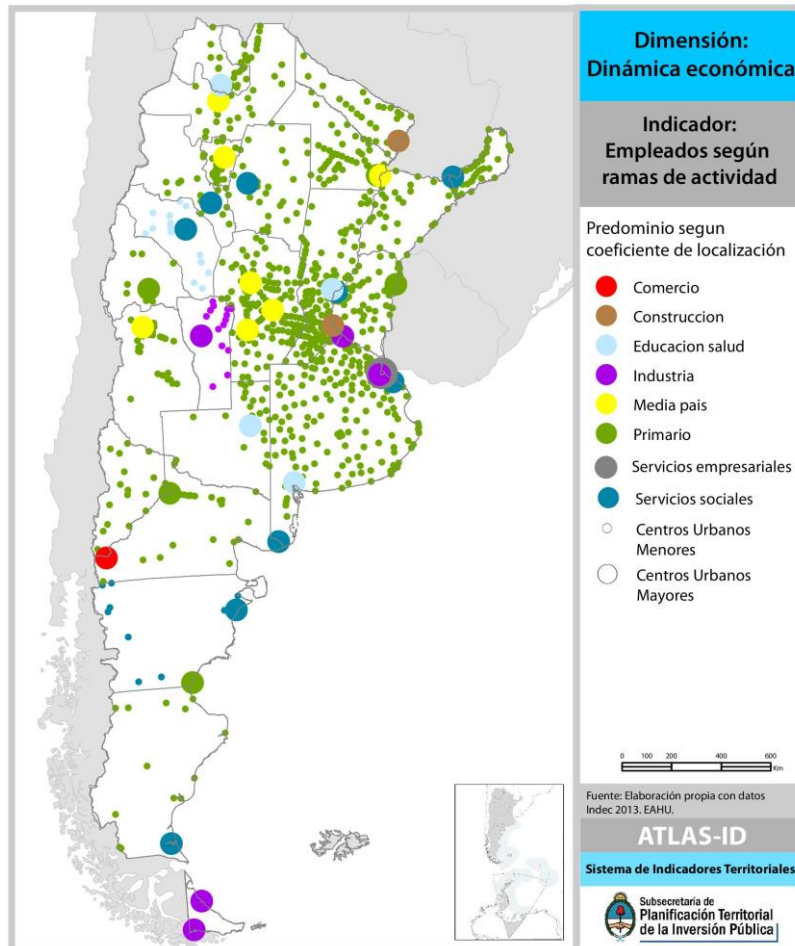 Dimensión:
Dinámica económica
Indicador:
Empleados según
ramas de actividad
Predominio segun
coeficiente de localización
Comercio
Construccion
Educacion salud
Industria
Media pais
Primario
Servicios empresariales
Servicios sociales
Centros Urbanos
Menores
Centros Urbanos
Mayores
0 100 200 400 600
Km
Fuente: Elaboración propia con datos
Indec 2013. EAHU.
ATLAS-ID
Sistema de Indicadores Territoriales
Subsecretaría de
Planificación Territorial
de la Inversión Pública